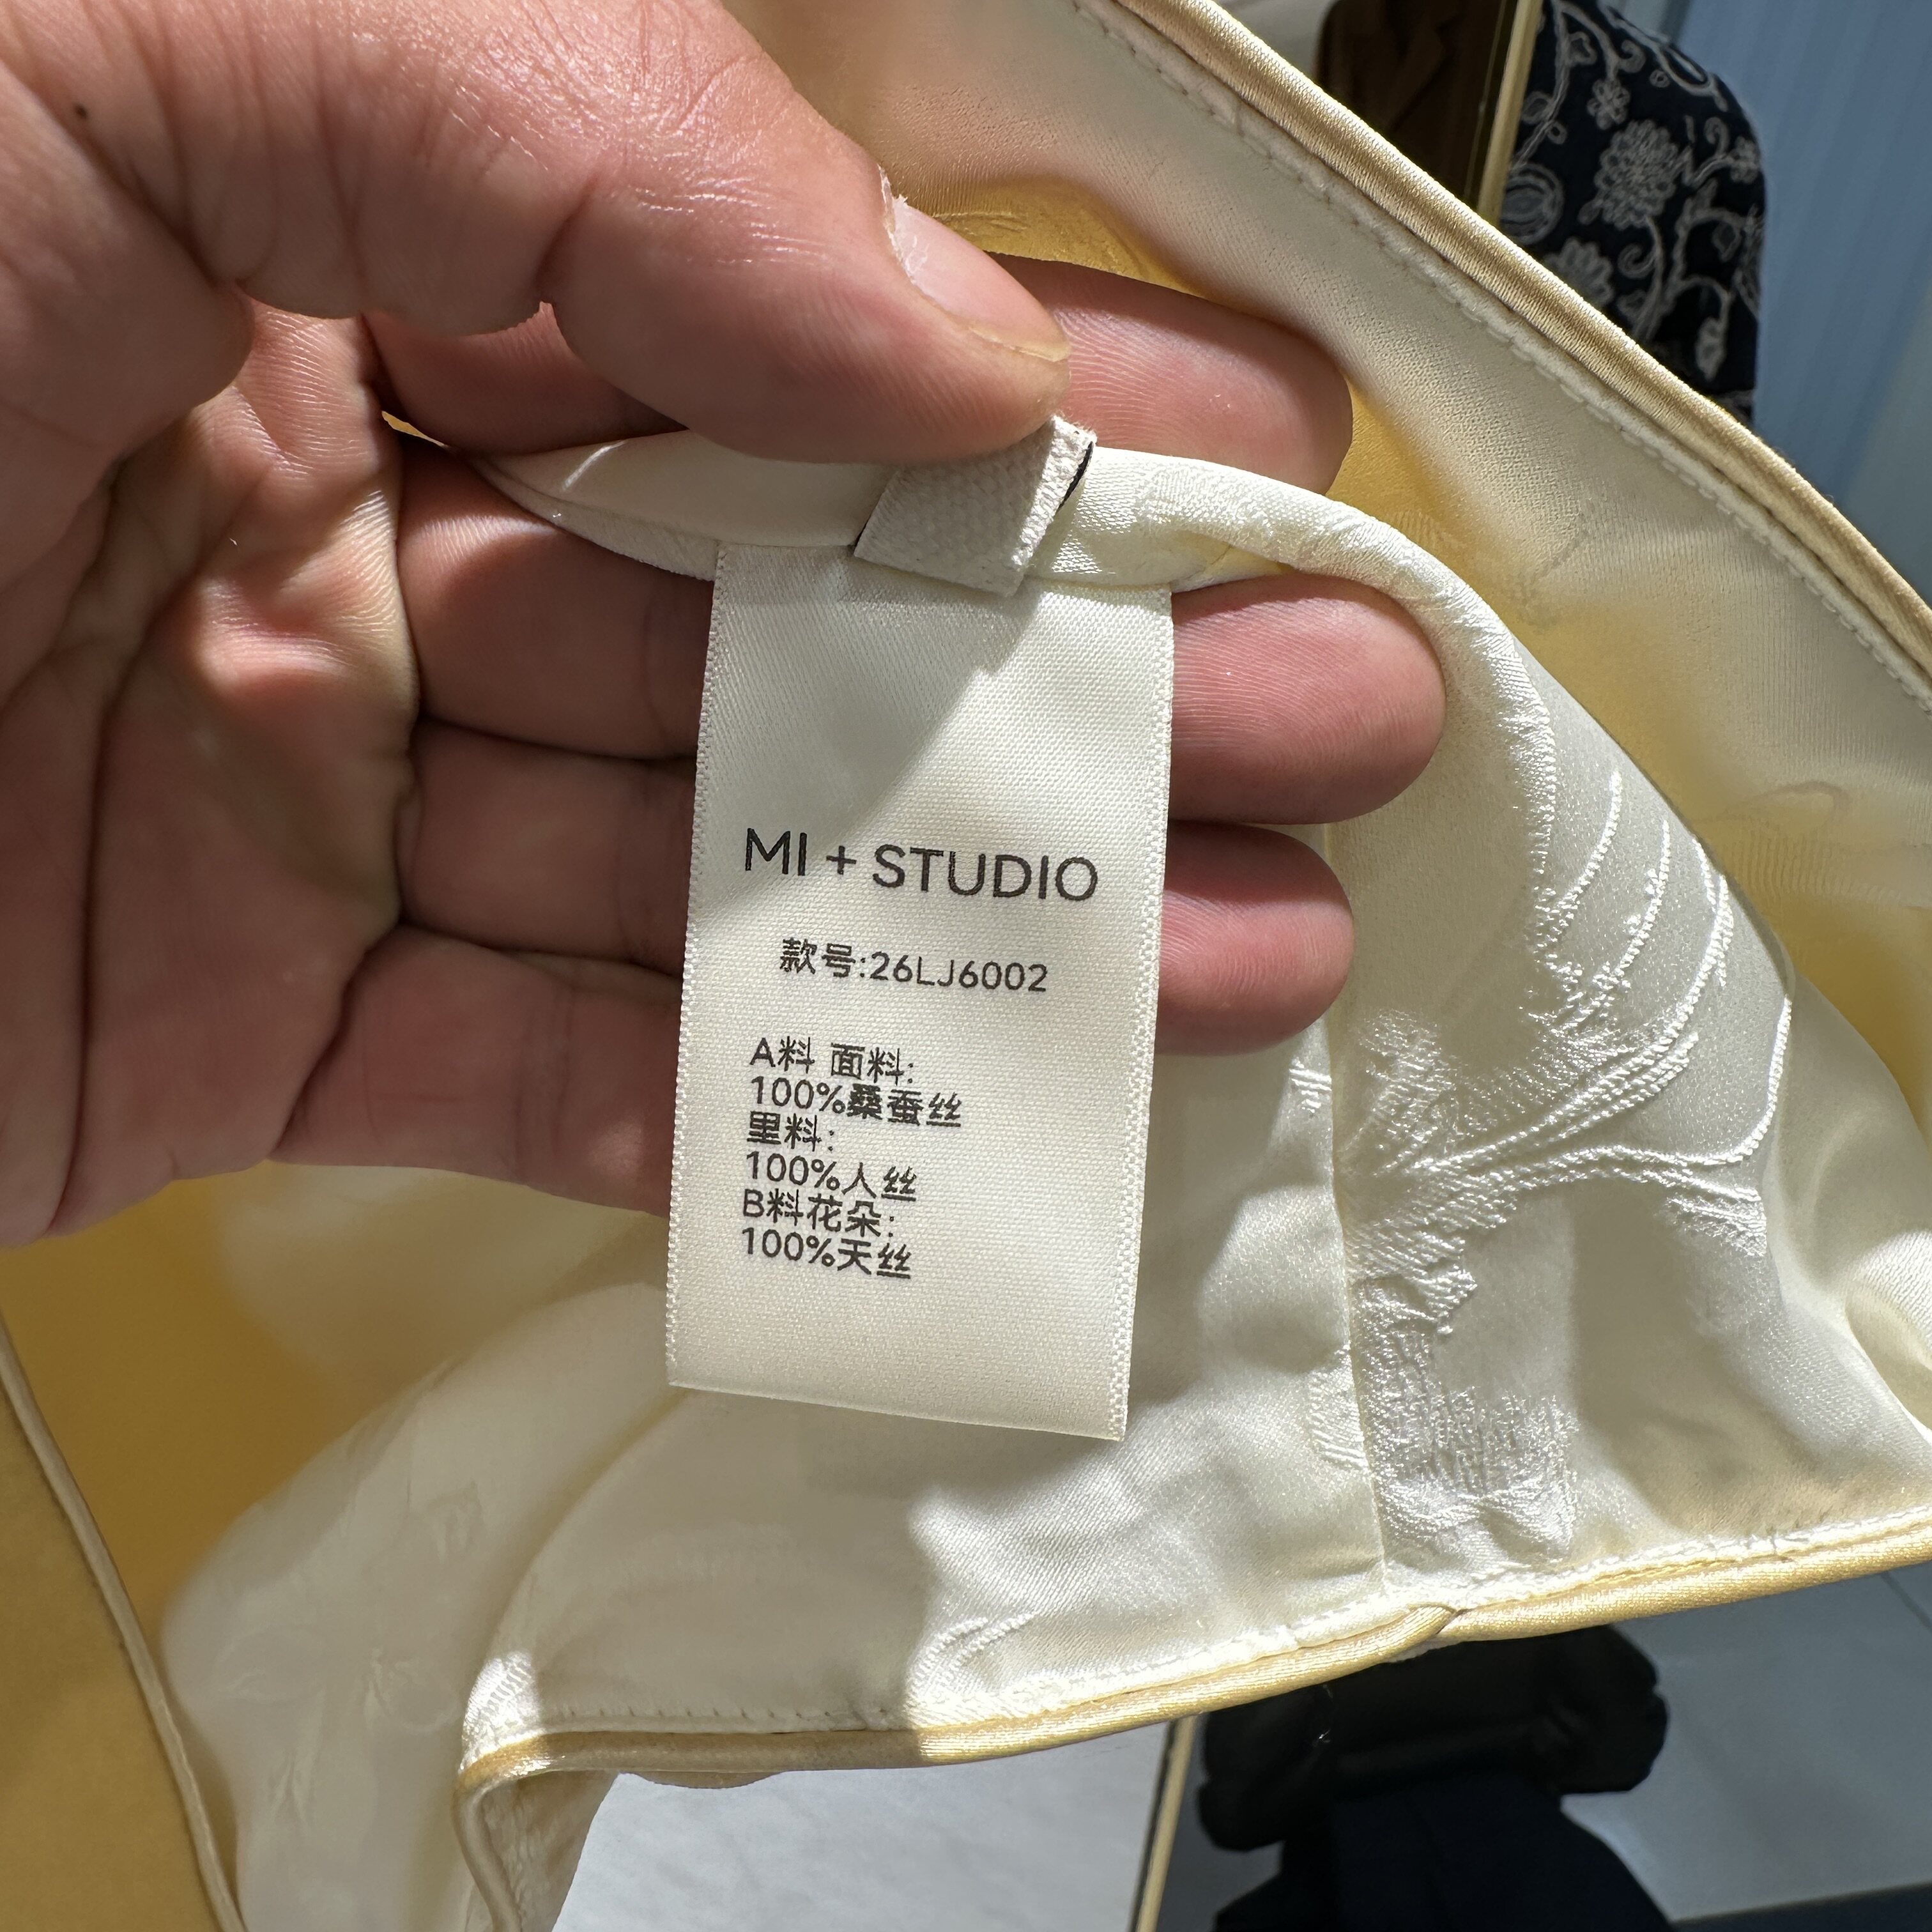 MI + STUDIO
款号:26LJ6002
A料 面料:
100%桑蚕丝
里料:
100%人丝
B料花朵:
100%天丝